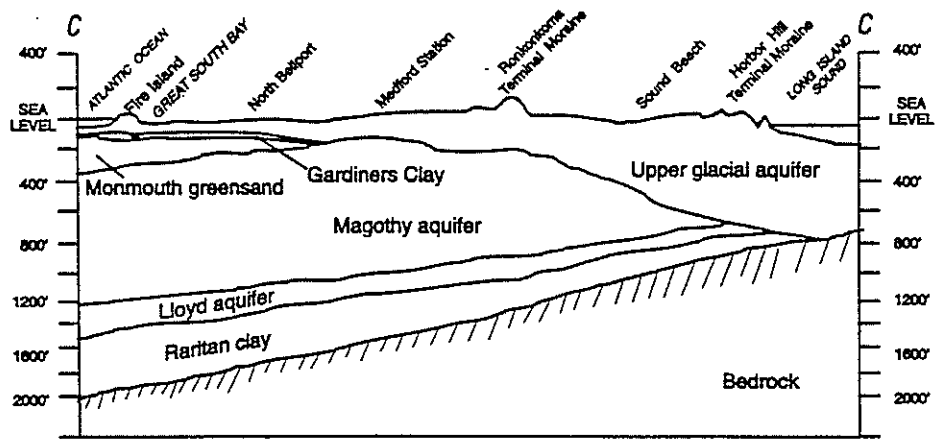 C
C
400'
SEA
LEVEL
400'
800'
1200'
1600'
2000'
ATLANTIC OCEAN
Fire Island
GREAT SOUTH BAY
North Bellport
Medford Station
Ronkonkoma
Terminal Moraine
Sound Beech
Horbor Hill
Terminal Moraine
LONG ISLAND
SOUND
400'
SEA
LEVEL
400'
800'
1200'
1600'
2000'
Monmouth greensand
Gardiners Clay
Upper glacial aquifer
Magothy aquifer
Lloyd aquifer
Raritan clay
Bedrock